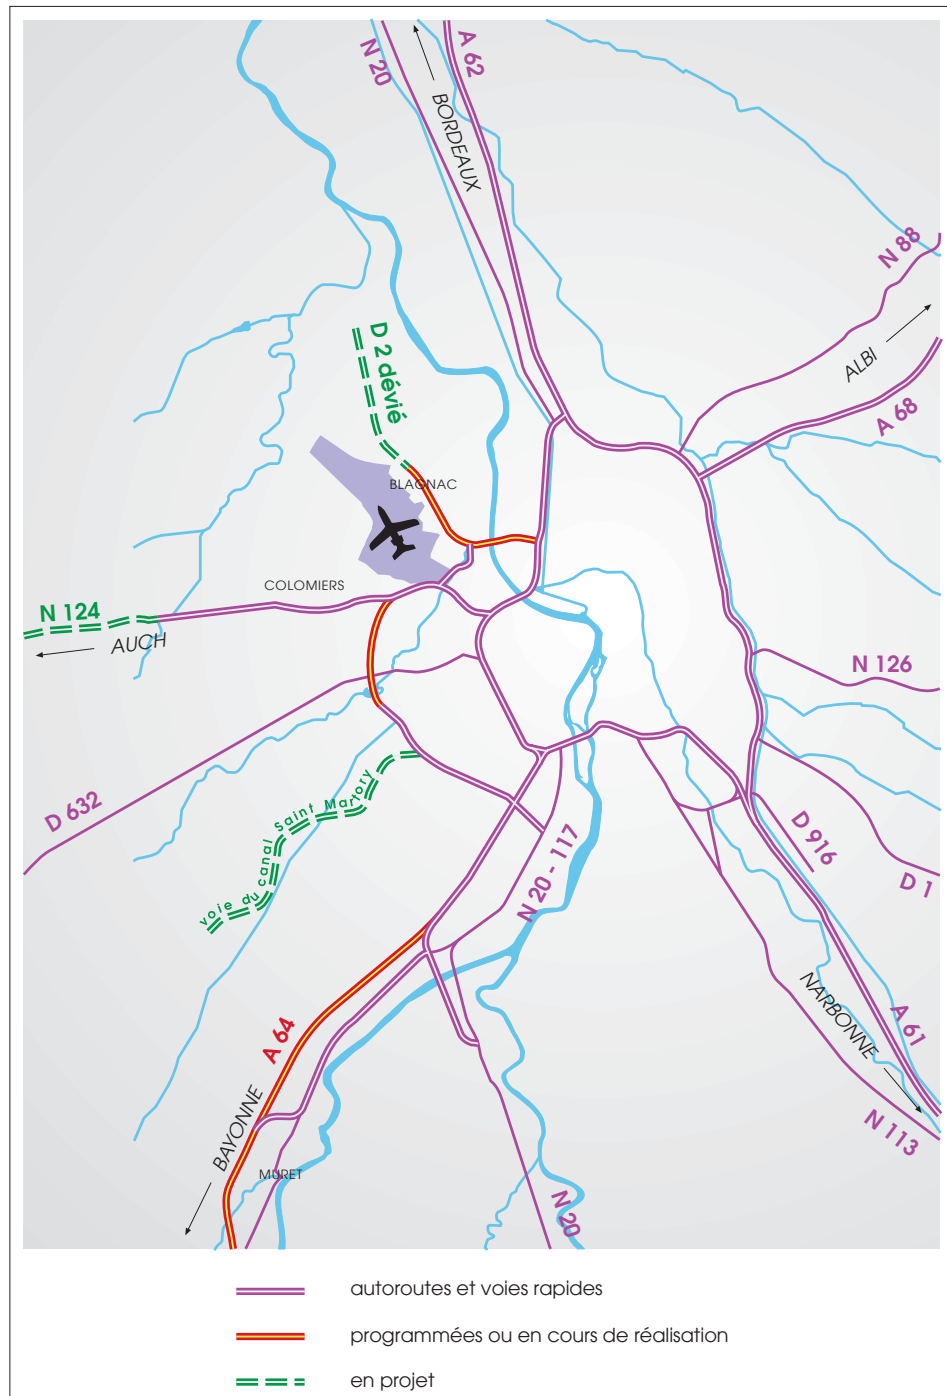 N 20
A 62
BORDEAUX
N 88
ALBI
A 68
D 2 dévié
BLAGNAC
COLOMIERS
N 124
AUCH
N 126
D 632
voie du canal Saint Martory
N 20 - 117
D 916
D 1
A 64
NARBONNE
A 61
BAYONNE
N 113
MURET
N 20
autoroutes et voies rapides
programmées ou en cours de réalisation
en projet